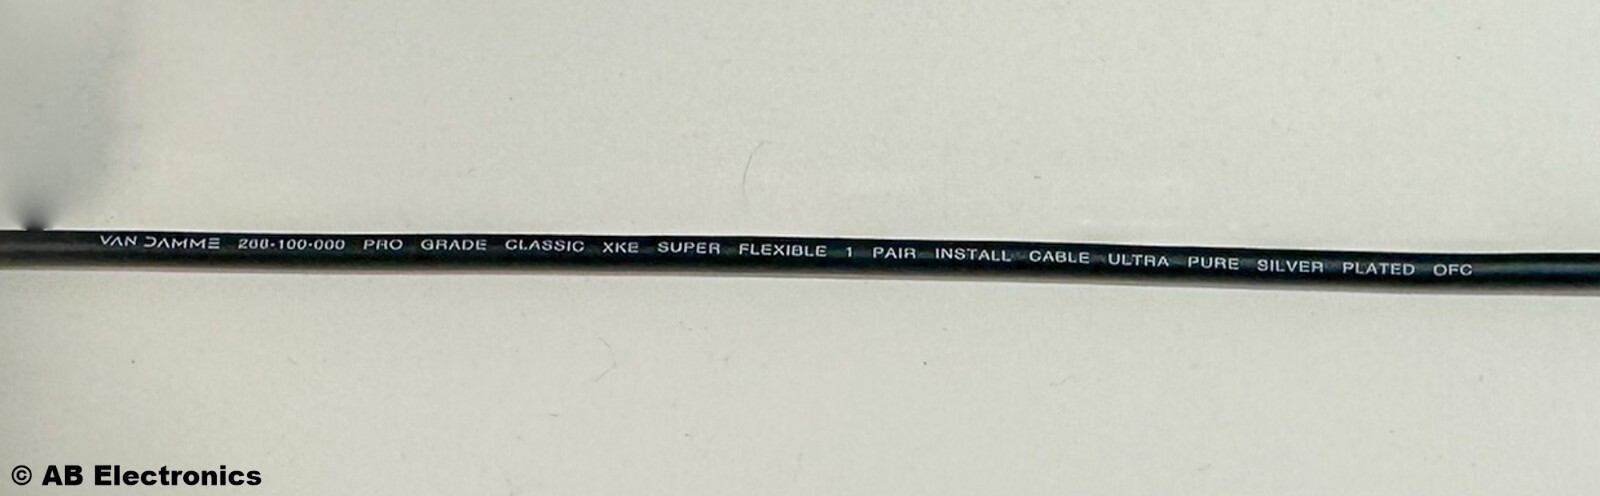 VAN DAMME 268-100-000 PRO GRADE CLASSIC XKE SUPER FLEXIBLE 1 PAIR INSTALL CABLE ULTRA PURE SILVER PLATED OFC
© AB Electronics